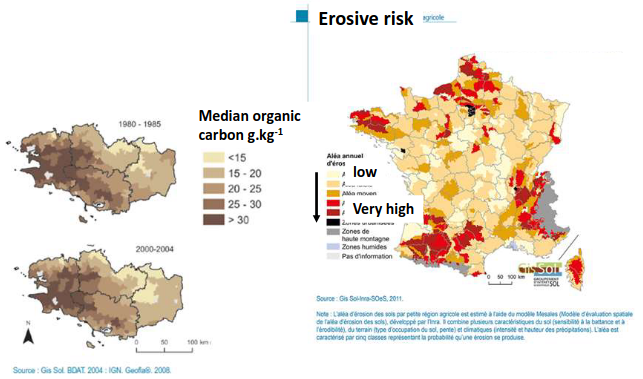 Erosive risk
agricole
1980 - 1985
Median organic
carbon g.kg-1
<15
15 - 20
20 - 25
25 - 30
> 30
2000-2004
N
0 50 100 km
Source : Gis Sol. BDAT. 2004 : IGN. Geofla®. 2008.
Aléa annuel
low
Aléa moyen
Very high
Zones de
haute montagne
Zones humides
Pas d'information
0 50 100 km
Gis Sol
GROUPEMENT
D'INTERET
SCIENTIFIQUE
SOL
Source : Gis Sol-Inra-SOeS, 2011.
Note : L'aléa d'érosion des sols par petite région agricole est estimé à l'aide du modèle Mesales (Modèle d'évaluation spatiale
de l'aléa d'érosion des sols), développé par l'Inra. Il combine plusieurs caractéristiques du sol (sensibilité à la battance et à
l'érodibilité), du terrain (type d'occupation du sol, pente) et climatiques (intensité et hauteur des précipitations). L'aléa est
caractérisé par cinq classes représentant la probabilité qu'une érosion se produise.